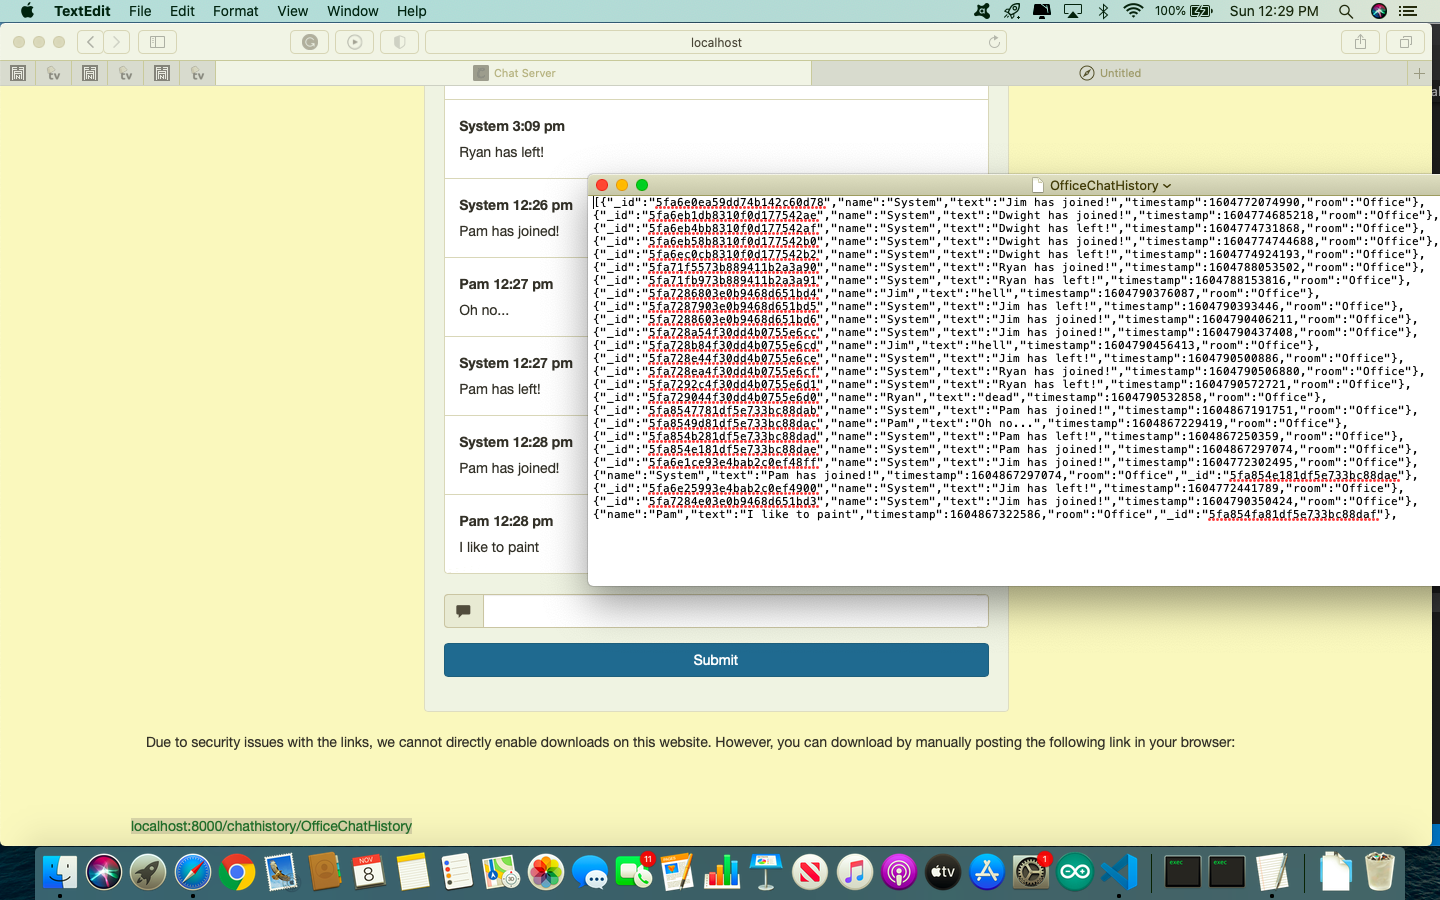 TextEdit File Edit Format View Window Help 100% Sun 12:29 PM
localhost
tv tv tv Chat Server Untitled
System 3:09 pm
Ryan has left!
System 12:26 pm
Pam has joined!
Pam 12:27 pm
Oh no...
System 12:27 pm
Pam has left!
System 12:28 pm
Pam has joined!
Pam 12:28 pm
I like to paint
Submit
OfficeChatHistory
[{"_id":"5fa6e0ea59dd74b142c60d78","name":"System","text":"Jim has joined!","timestamp":1604772074990,"room":"Office"},
{"_id":"5fa6eb1db8310f0d177542ae","name":"System","text":"Dwight has joined!","timestamp":1604774685218,"room":"Office"},
{"_id":"5fa6eb4bb8310f0d177542af","name":"System","text":"Dwight has left!","timestamp":1604774731868,"room":"Office"},
{"_id":"5fa6eb58b8310f0d177542b0","name":"System","text":"Dwight has joined!","timestamp":1604774744688,"room":"Office"},
{"_id":"5fa6ec0cb8310f0d177542b2","name":"System","text":"Dwight has left!","timestamp":1604774924193,"room":"Office"},
{"_id":"5fa71f5573b889411b2a3a90","name":"System","text":"Ryan has joined!","timestamp":1604788053502,"room":"Office"},
{"_id":"5fa71fb973b889411b2a3a91","name":"System","text":"Ryan has left!","timestamp":1604788153816,"room":"Office"},
{"_id":"5fa7286803e0b9468d651bd4","name":"Jim","text":"hell","timestamp":1604790376087,"room":"Office"},
{"_id":"5fa7287903e0b9468d651bd5","name":"System","text":"Jim has left!","timestamp":1604790393446,"room":"Office"},
{"_id":"5fa7288603e0b9468d651bd6","name":"System","text":"Jim has joined!","timestamp":1604790406211,"room":"Office"},
{"_id":"5fa728a54f30dd4b0755e6cc","name":"System","text":"Jim has joined!","timestamp":1604790437408,"room":"Office"},
{"_id":"5fa728b84f30dd4b0755e6cd","name":"Jim","text":"hell","timestamp":1604790456413,"room":"Office"},
{"_id":"5fa728e44f30dd4b0755e6ce","name":"System","text":"Jim has left!","timestamp":1604790500886,"room":"Office"},
{"_id":"5fa728ea4f30dd4b0755e6cf","name":"System","text":"Ryan has joined!","timestamp":1604790506880,"room":"Office"},
{"_id":"5fa7292c4f30dd4b0755e6d1","name":"System","text":"Ryan has left!","timestamp":1604790572721,"room":"Office"},
{"_id":"5fa729044f30dd4b0755e6d0","name":"Ryan","text":"dead","timestamp":1604790532858,"room":"Office"},
{"_id":"5fa8547781df5e733bc88dab","name":"System","text":"Pam has joined!","timestamp":1604867191751,"room":"Office"},
{"_id":"5fa8549d81df5e733bc88dac","name":"Pam","text":"Oh no...","timestamp":1604867229419,"room":"Office"},
{"_id":"5fa854b281df5e733bc88dad","name":"System","text":"Pam has left!","timestamp":1604867250359,"room":"Office"},
{"_id":"5fa854e181df5e733bc88dae","name":"System","text":"Pam has joined!","timestamp":1604867297074,"room":"Office"},
{"_id":"5fa6e1ce93e4bab2c0ef48ff","name":"System","text":"Jim has joined!","timestamp":1604772302495,"room":"Office"},
{"name":"System","text":"Pam has joined!","timestamp":1604867297074,"room":"Office","_id":"5fa854e181df5e733bc88dae"},
{"_id":"5fa6e25993e4bab2c0ef4900","name":"System","text":"Jim has left!","timestamp":1604772441789,"room":"Office"},
{"_id":"5fa7284e03e0b9468d651bd3","name":"System","text":"Jim has joined!","timestamp":1604790350424,"room":"Office"},
{"name":"Pam","text":"I like to paint","timestamp":1604867322586,"room":"Office","_id":"5fa854fa81df5e733bc88daf"},
Due to security issues with the links, we cannot directly enable downloads on this website. However, you can download by manually posting the following link in your browser:
localhost:8000/chathistory/OfficeChatHistory
NOV 8 11 tv 1 exec exec